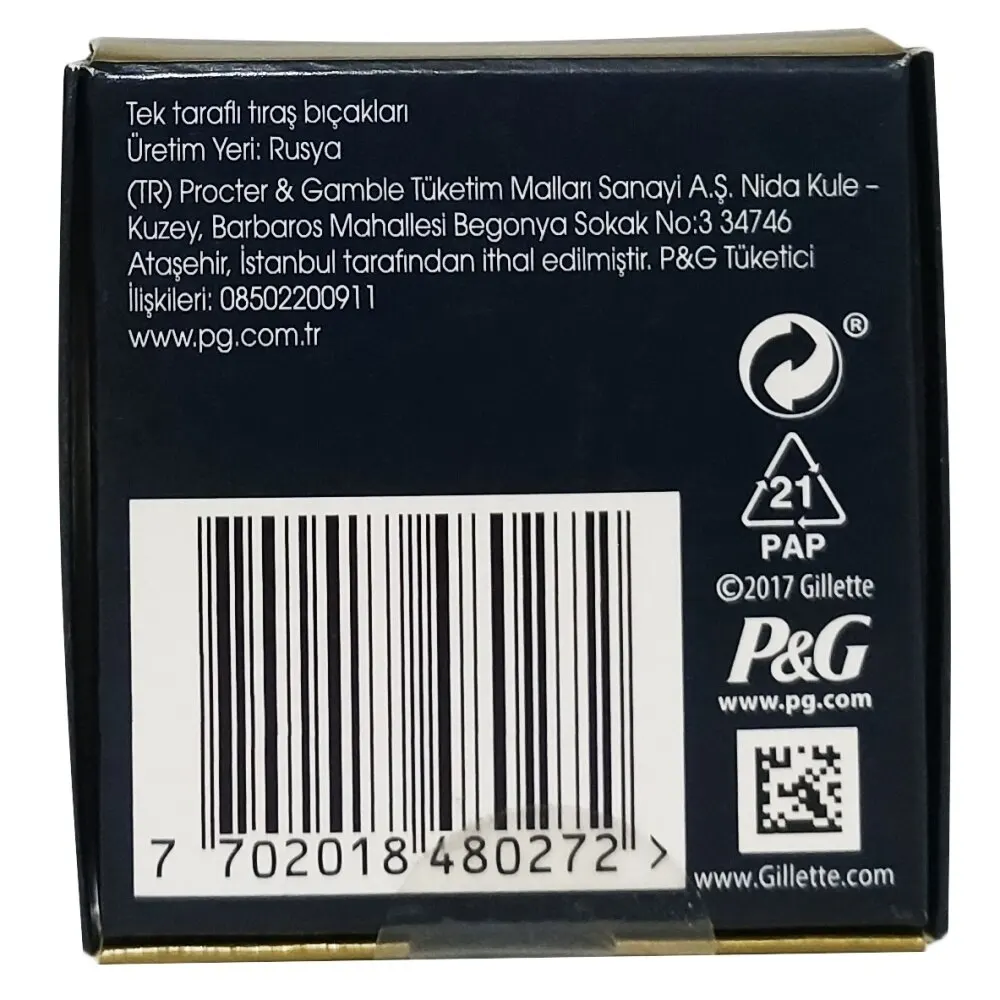 Tek taraflı tıraş bıçakları
Üretim Yeri: Rusya
(TR) Procter & Gamble Tüketim Malları Sanayi A.Ş. Nida Kule –
Kuzey, Barbaros Mahallesi Begonya Sokak No:3 34746
Ataşehir, İstanbul tarafından ithal edilmiştir. P&G Tüketici
İlişkileri: 08502200911
www.pg.com.tr
®
21
PAP
©2017 Gillette
P&G
www.pg.com
7 702018 480272 >
www.Gillette.com